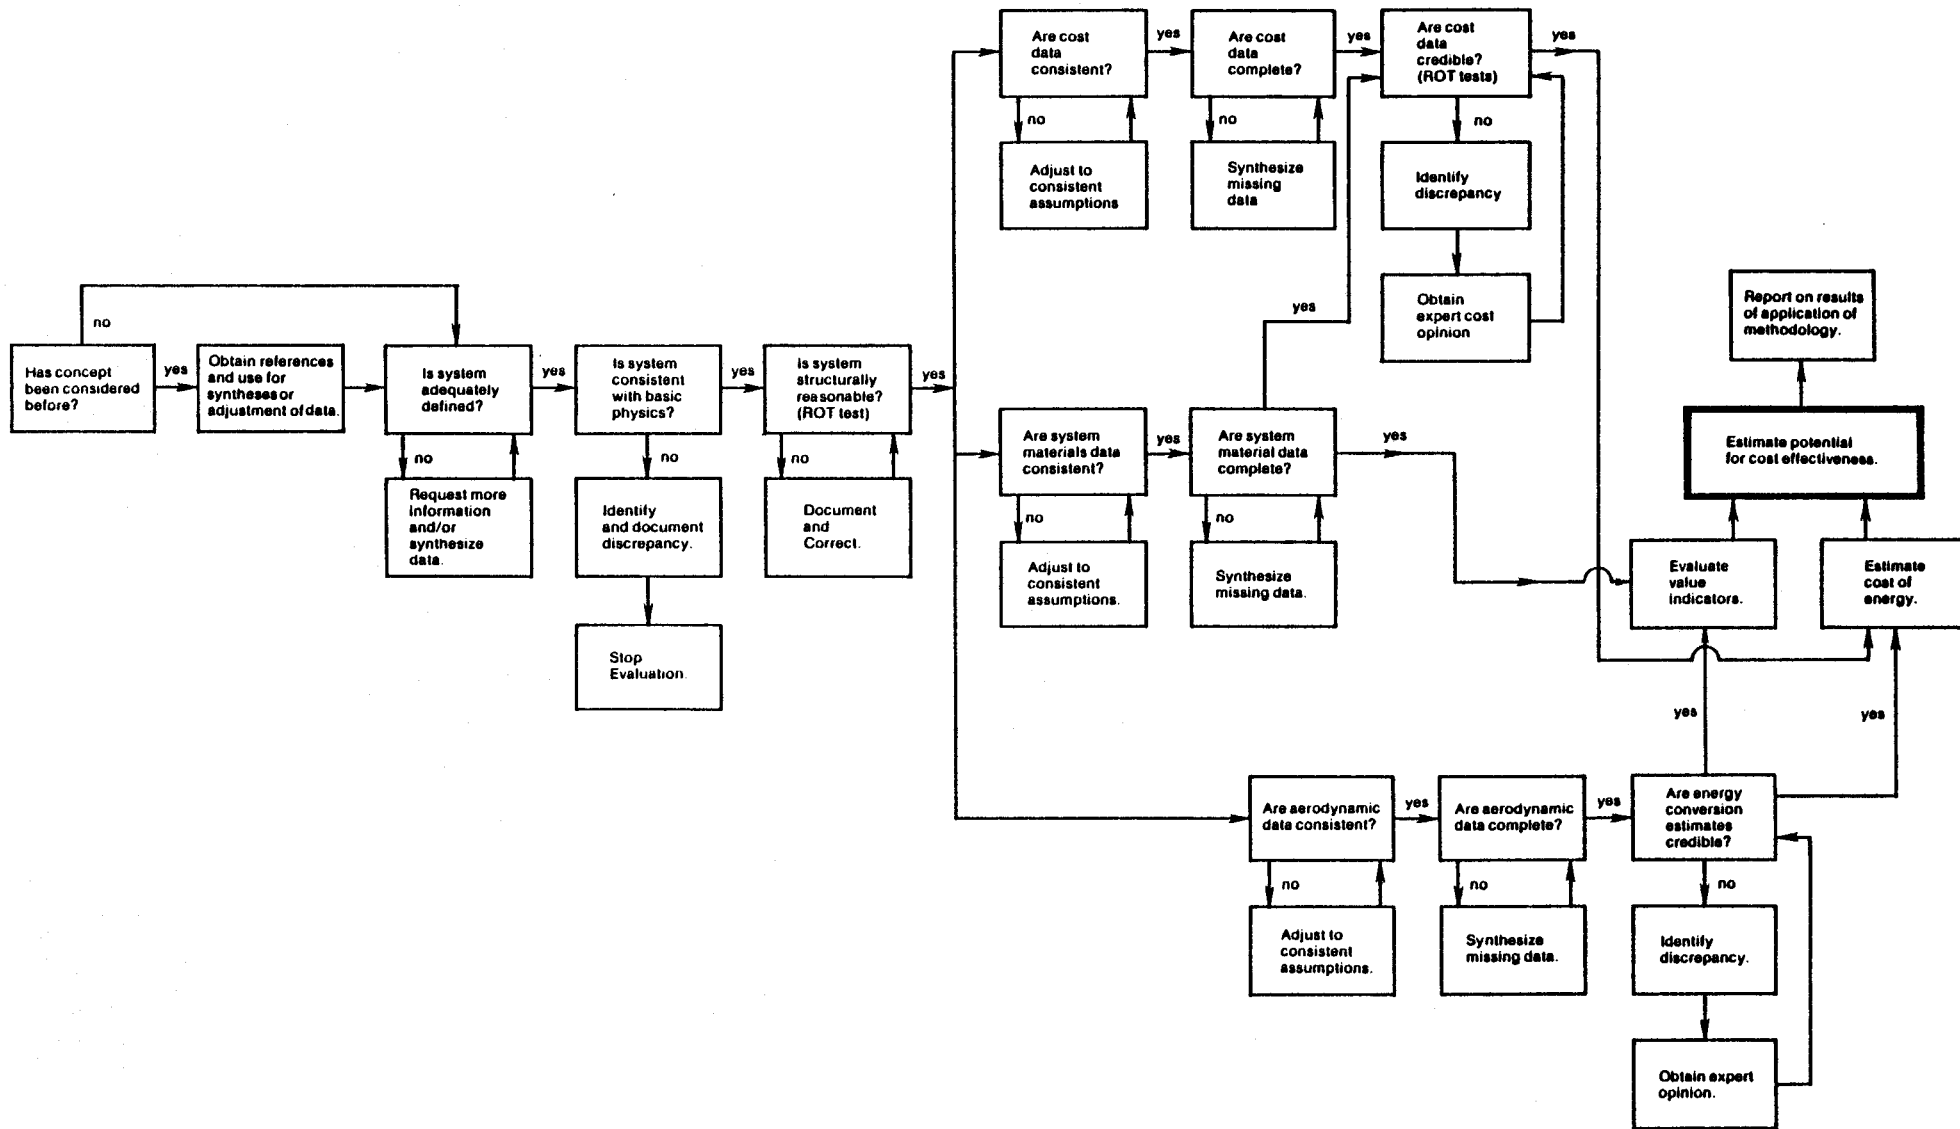 Has concept
been considered
before?
no
yes
Obtain references
and use for
syntheses or
adjustment of data.
Is system
adequately
defined?
no
Request more
Information
and/or
synthesize
data.
yes
Is system
consistent
with basic
physics?
no
Identify
and document
discrepancy.
Stop
Evaluation.
yes
Is system
structurally
reasonable?
(ROT test)
no
Document
and
Correct.
yes
Are cost
data
consistent?
no
Adjust to
consistent
assumptions
yes
Are cost
data
complete?
no
Synthesize
missing
data
yes
Are cost
data
credible?
(ROT tests)
no
Identify
discrepancy
Obtain
expert cost
opinion
yes
Are system
materials data
consistent?
no
Adjust to
consistent
assumptions.
yes
Are system
material data
complete?
no
Synthesize
missing data.
yes
yes
Are aerodynamic
data consistent?
no
Adjust to
consistent
assumptions.
yes
Are aerodynamic
data complete?
no
Synthesize
missing data.
yes
Are energy
conversion
estimates
credible?
no
Identify
discrepancy.
Obtain expert
opinion.
yes
yes
Evaluate
value
indicators.
Estimate
cost of
energy.
Estimate potential
for cost effectiveness.
Report on results
of application of
methodology.